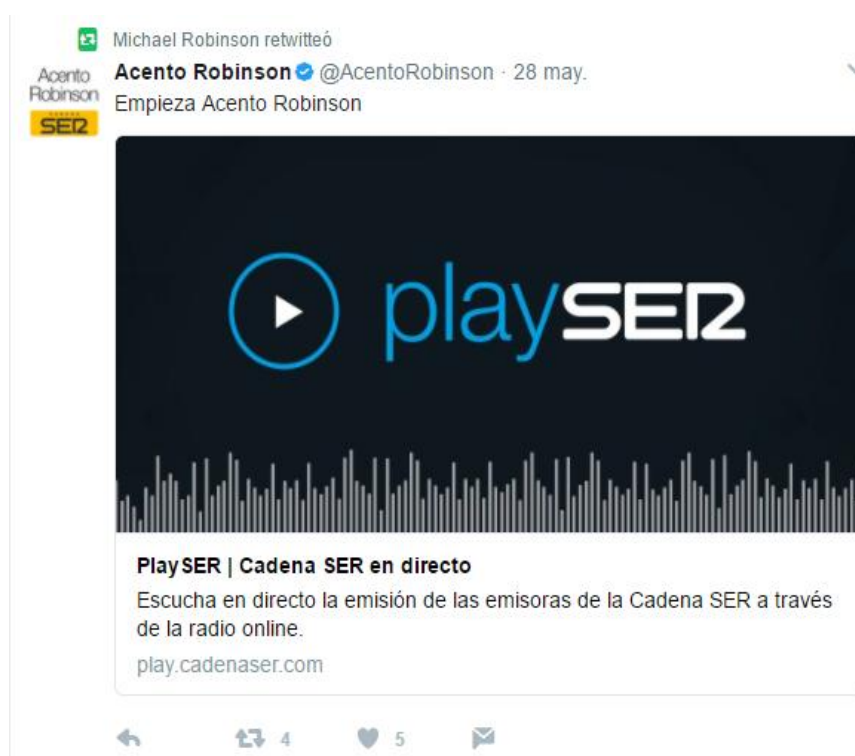 Michael Robinson retwitteó
Acento Robinson @AcentoRobinson · 28 may.
Acento
Robinson
SER
Empieza Acento Robinson
playSER
PlaySER | Cadena SER en directo
Escucha en directo la emisión de las emisoras de la Cadena SER a través
de la radio online.
play.cadenaser.com
4 5